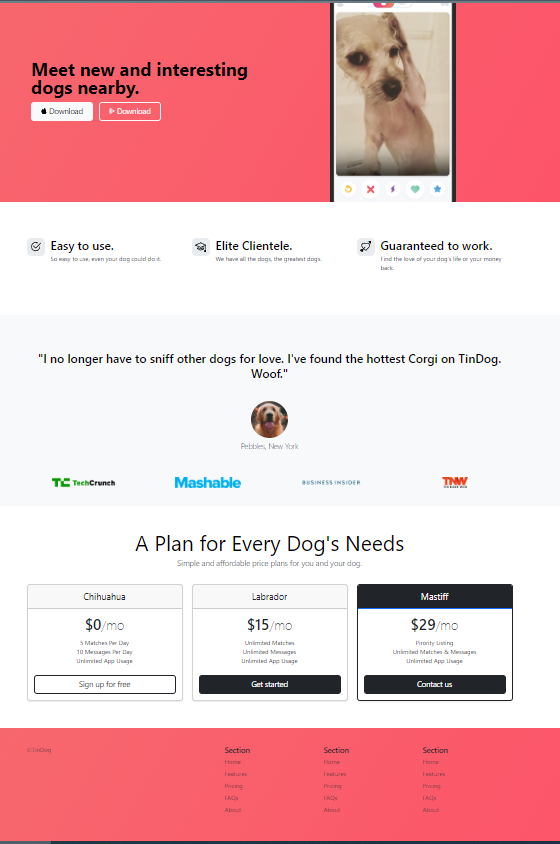 Meet new and interesting
dogs nearby.
Download
Download
Easy to use.
So easy to use, even your dog could do it.
Elite Clientele.
We have all the dogs, the greatest dogs.
Guaranteed to work.
Find the love of your dog's life or your money
back.
"I no longer have to sniff other dogs for love. I've found the hottest Corgi on TinDog.
Woof."
Pebbles, New York
TC TechCrunch
Mashable
BUSINESS INSIDER
TNW
A Plan for Every Dog's Needs
Simple and affordable price plans for you and your dog.
Chihuahua
$0/mo
5 Matches Per Day
10 Messages Per Day
Unlimited App Usage
Sign up for free
Labrador
$15/mo
Unlimited Matches
Unlimited Messages
Unlimited App Usage
Get started
Mastiff
$29/mo
Priority Listing
Unlimited Matches & Messages
Unlimited App Usage
Contact us
©TinDog
Section
Home
Features
Pricing
FAQs
About
Section
Home
Features
Pricing
FAQs
About
Section
Home
Features
Pricing
FAQs
About